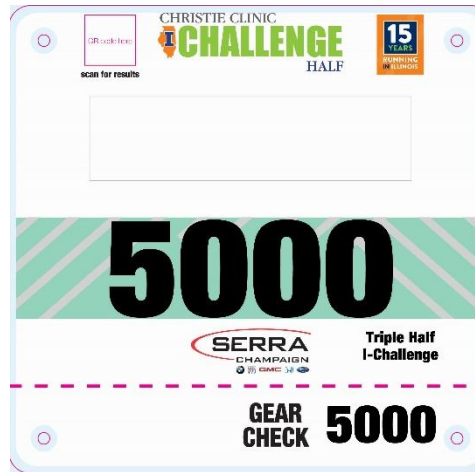 CHRISTIE CLINIC
I CHALLENGE
HALF
QR code here
scan for results
15
YEARS
RUNNING
IN ILLINOIS
5000
SERRA
CHAMPAIGN
GMC
Triple Half
I-Challenge
GEAR
CHECK
5000